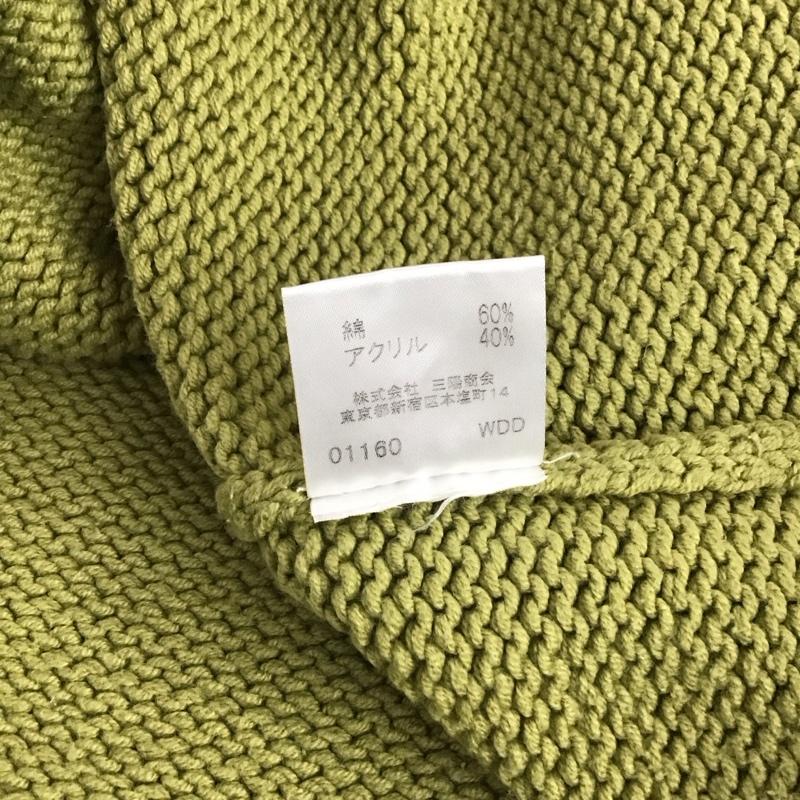 綿 60%
アクリル 40%
株式会社 三陽商会
東京都新宿区本塩町14
01160 WDD